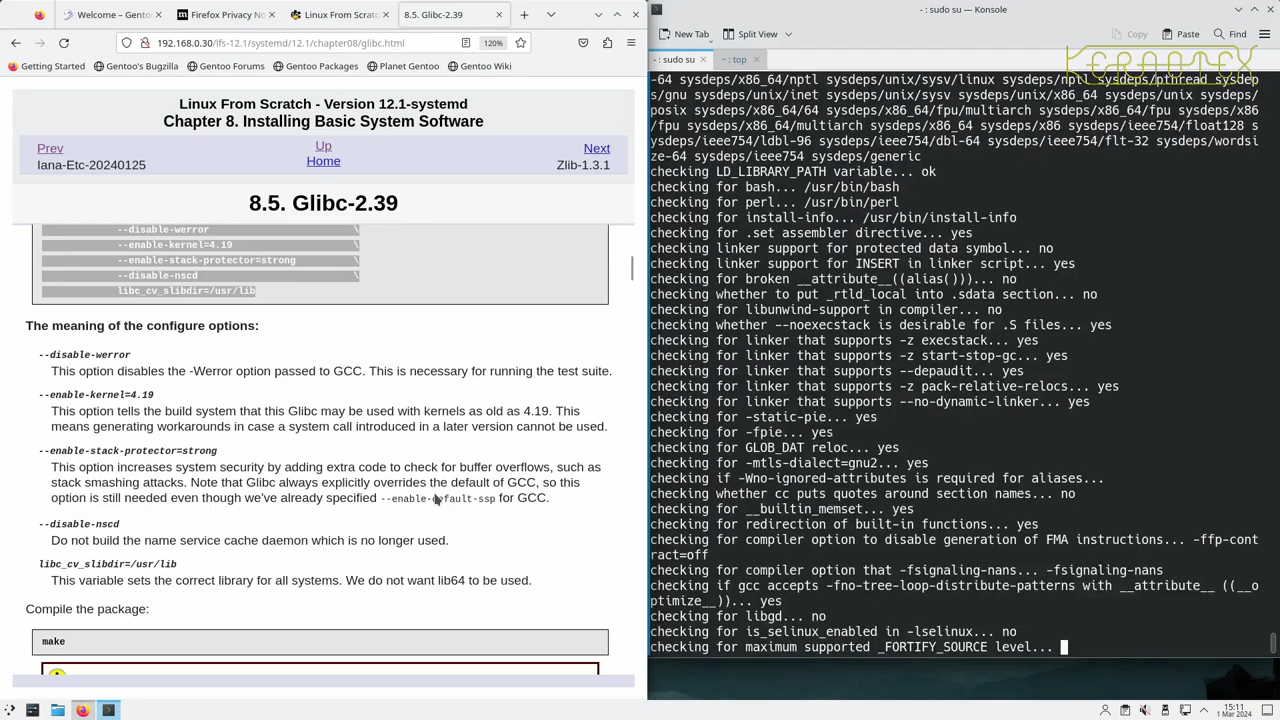 Welcome – Gento
Firefox Privacy No
Linux From Scratch
8.5. Glibc-2.39
192.168.0.30/lfs-12.1/systemd/12.1/chapter08/glibc.html
120%
Getting Started
Gentoo's Bugzilla
Gentoo Forums
Gentoo Packages
Planet Gentoo
Gentoo Wiki
Linux From Scratch - Version 12.1-systemd
Chapter 8. Installing Basic System Software
Prev
Up
Next
Iana-Etc-20240125
Home
Zlib-1.3.1
8.5. Glibc-2.39
--disable-werror \
--enable-kernel=4.19 \
--enable-stack-protector=strong \
--disable-nscd \
libc_cv_slibdir=/usr/lib
The meaning of the configure options:
--disable-werror
This option disables the -Werror option passed to GCC. This is necessary for running the test suite.
--enable-kernel=4.19
This option tells the build system that this Glibc may be used with kernels as old as 4.19. This
means generating workarounds in case a system call introduced in a later version cannot be used.
--enable-stack-protector=strong
This option increases system security by adding extra code to check for buffer overflows, such as
stack smashing attacks. Note that Glibc always explicitly overrides the default of GCC, so this
option is still needed even though we've already specified --enable-default-ssp for GCC.
--disable-nscd
Do not build the name service cache daemon which is no longer used.
libc_cv_slibdir=/usr/lib
This variable sets the correct library for all systems. We do not want lib64 to be used.
Compile the package:
make
- : sudo su — Konsole
New Tab
Split View
Copy
Paste
Find
- : sudo su
~ : top
-64 sysdeps/x86_64/nptl sysdeps/unix/sysv/linux sysdeps/nptl sysdeps/pthread sysdep
s/gnu sysdeps/unix/inet sysdeps/unix/sysv sysdeps/unix/x86_64 sysdeps/unix sysdeps/
posix sysdeps/x86_64/64 sysdeps/x86_64/fpu/multiarch sysdeps/x86_64/fpu sysdeps/x86
/fpu sysdeps/x86_64/multiarch sysdeps/x86_64 sysdeps/x86 sysdeps/ieee754/float128 s
ysdeps/ieee754/ldbl-96 sysdeps/ieee754/dbl-64 sysdeps/ieee754/flt-32 sysdeps/wordsi
ze-64 sysdeps/ieee754 sysdeps/generic
checking LD_LIBRARY_PATH variable... ok
checking for bash... /usr/bin/bash
checking for perl... /usr/bin/perl
checking for install-info... /usr/bin/install-info
checking for .set assembler directive... yes
checking linker support for protected data symbol... no
checking linker support for INSERT in linker script... yes
checking for broken __attribute__((alias()))... no
checking whether to put _rtld_local into .sdata section... no
checking for libunwind-support in compiler... no
checking whether --noexecstack is desirable for .S files... yes
checking for linker that supports -z execstack... yes
checking for linker that supports -z start-stop-gc... yes
checking for linker that supports --depaudit... yes
checking for linker that supports -z pack-relative-relocs... yes
checking for linker that supports --no-dynamic-linker... yes
checking for -static-pie... yes
checking for -fpie... yes
checking for GLOB_DAT reloc... yes
checking for -mtls-dialect=gnu2... yes
checking if -Wno-ignored-attributes is required for aliases...
checking whether cc puts quotes around section names... no
checking for __builtin_memset... yes
checking for redirection of built-in functions... yes
checking for compiler option to disable generation of FMA instructions... -ffp-cont
ract=off
checking for compiler option that -fsignaling-nans... -fsignaling-nans
checking if gcc accepts -fno-tree-loop-distribute-patterns with __attribute__ ((__o
ptimize__))... yes
checking for libgd... no
checking for is_selinux_enabled in -lselinux... no
checking for maximum supported _FORTIFY_SOURCE level...
15:11
1 Mar 2024